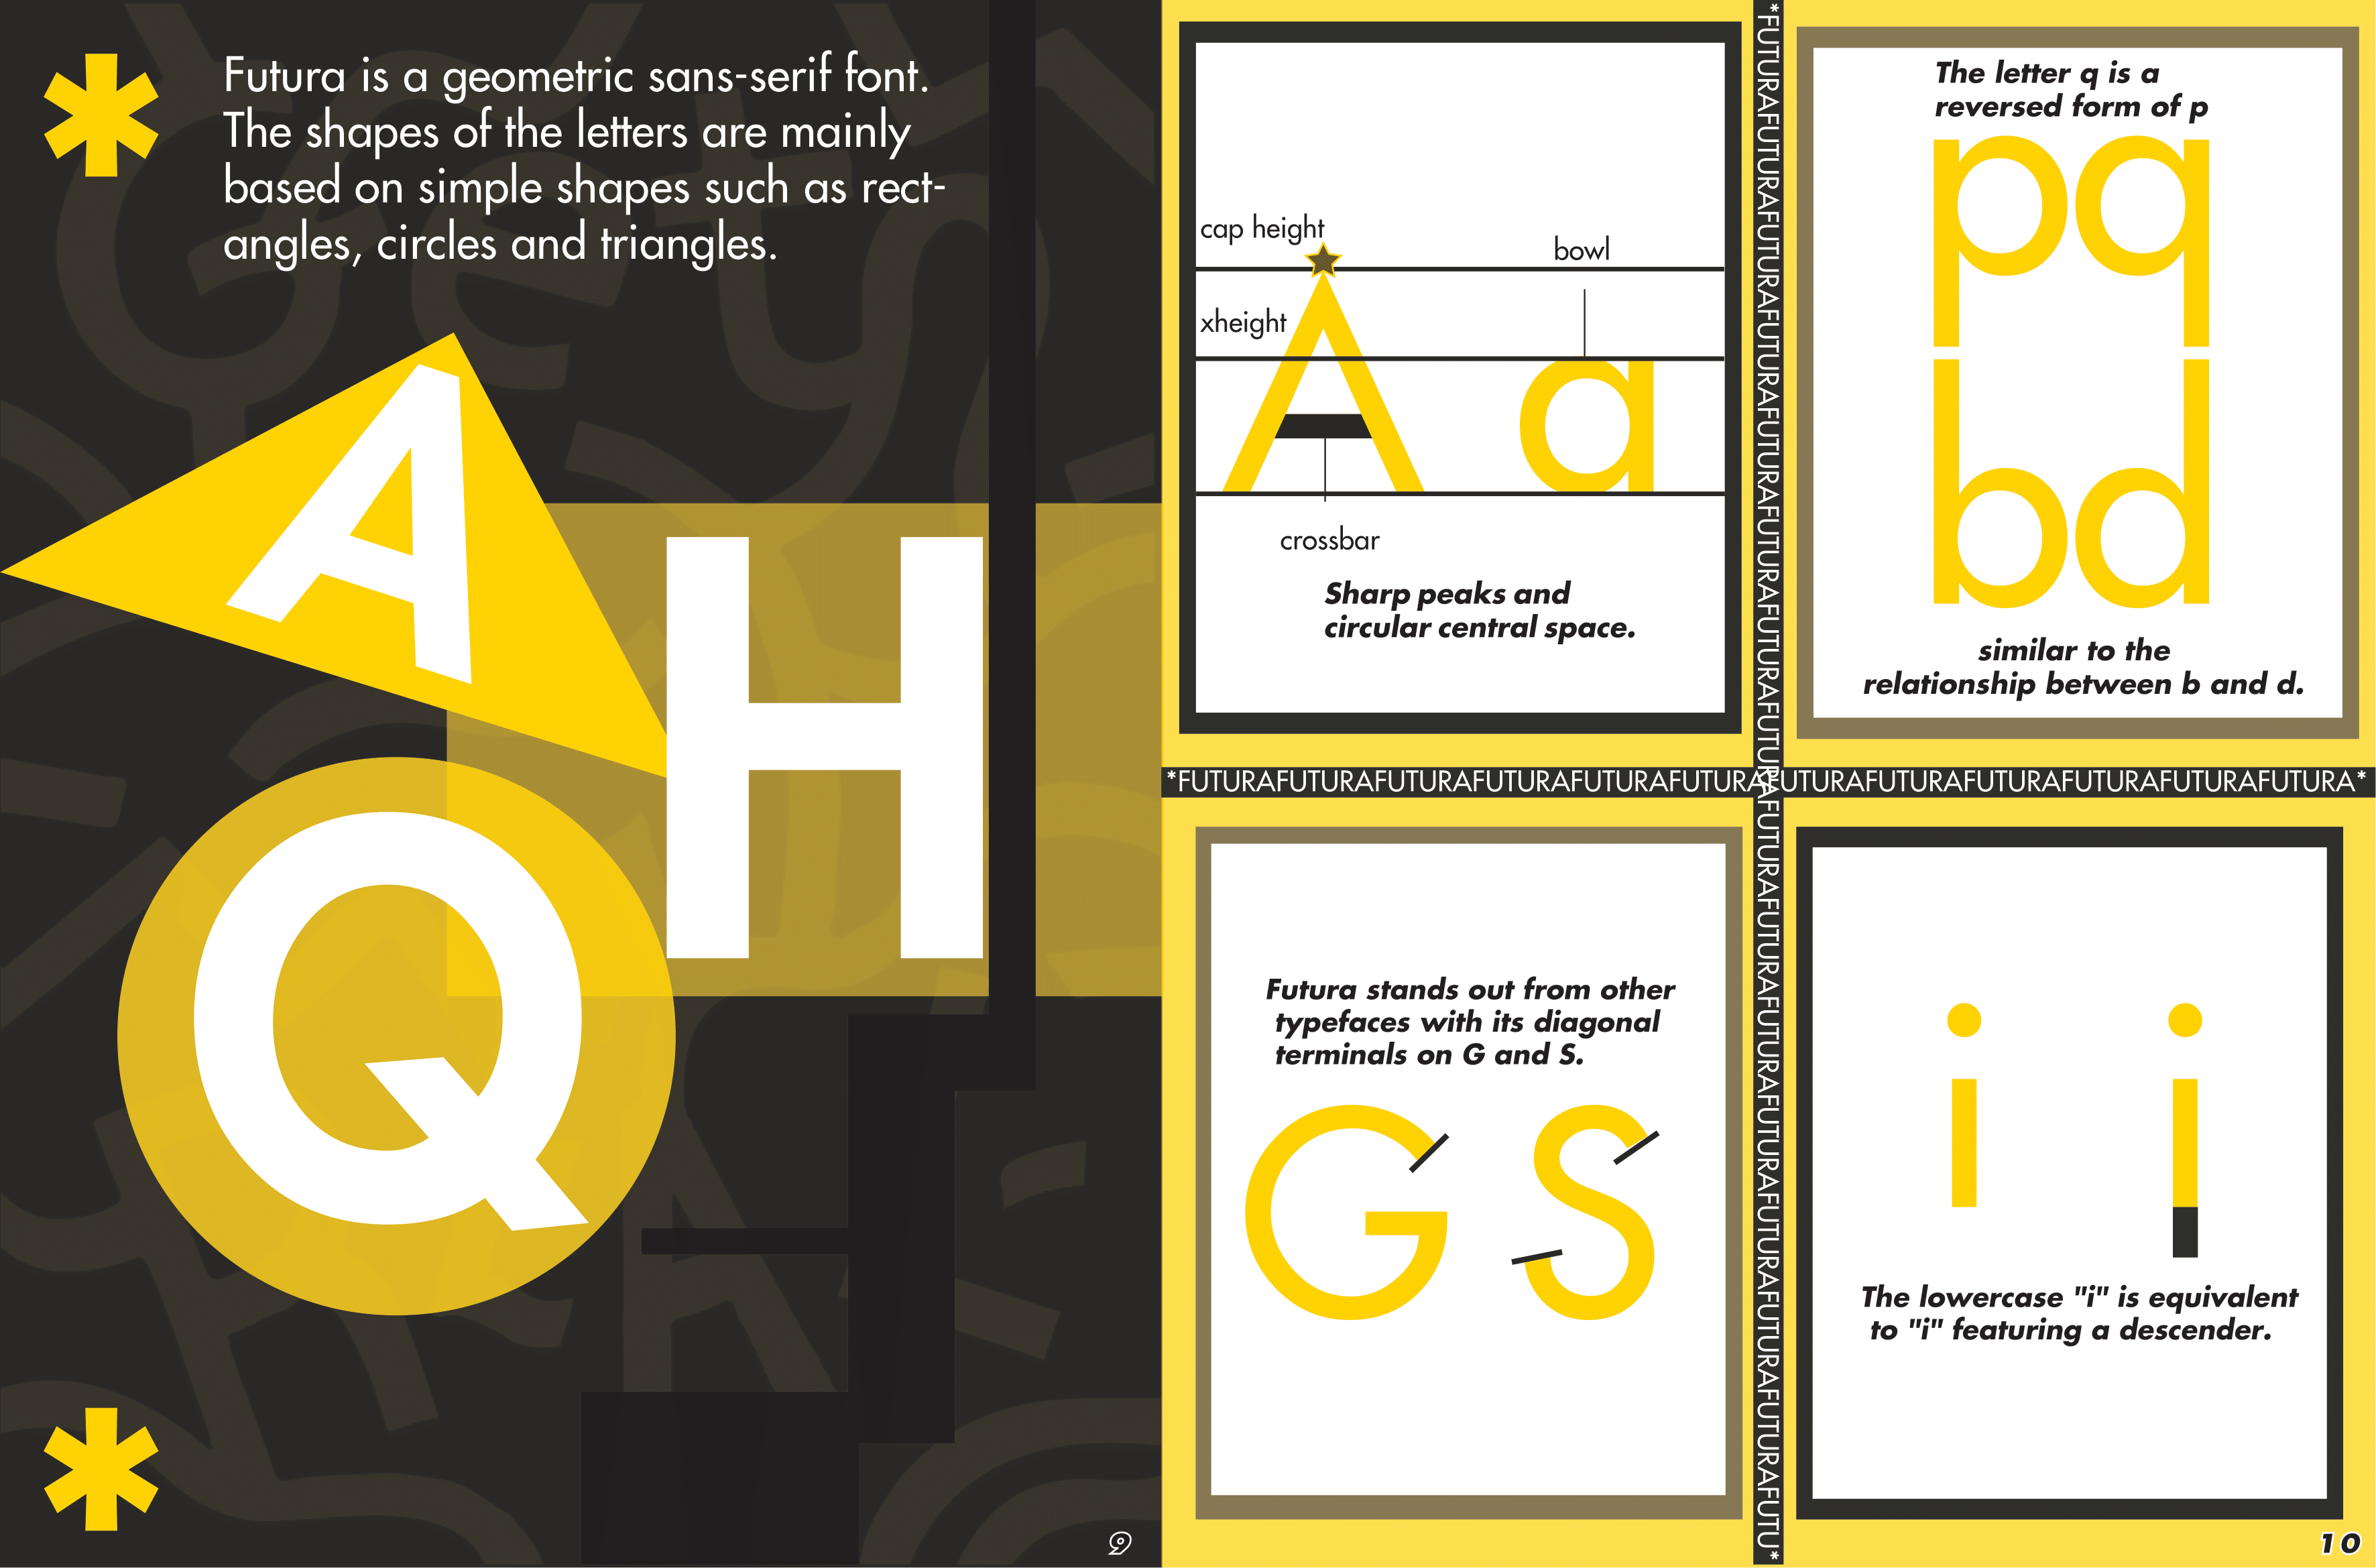 Futura is a geometric sans-serif font.
The shapes of the letters are mainly
based on simple shapes such as rect-
angles, circles and triangles.
A
H
Q
9
cap height
bowl
xheight
A a
crossbar
Sharp peaks and
circular central space.
The letter q is a
reversed form of p
pq
bd
similar to the
relationship between b and d.
*FUTURAFUTURAFUTURAFUTURAFUTURAFUTURAFUTURAFUTURAFUTURAFUTURAFUTURAFUTURA*
*FUTURAFUTURAFUTURAFUTURAFUTURAFUTURAFUTURAFUTURAFUTURAFUTURAFUTURAFUTURAFUTURAFUTURAFUTURAFUTU*
Futura stands out from other
typefaces with its diagonal
terminals on G and S.
G S
i i
The lowercase "i" is equivalent
to "i" featuring a descender.
10